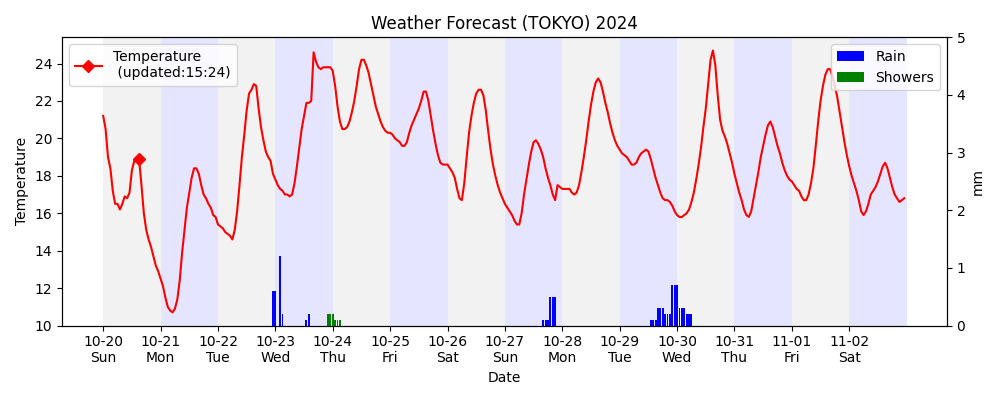 Weather Forecast (TOKYO) 2024
Temperature
(updated:15:24)
Rain
Showers
Temperature
24
22
20
18
16
14
12
10
5
4
3
2
1
0
mm
10-20 10-21 10-22 10-23 10-24 10-25 10-26 10-27 10-28 10-29 10-30 10-31 11-01 11-02
Sun Mon Tue Wed Thu Fri Sat Sun Mon Tue Wed Thu Fri Sat
Date